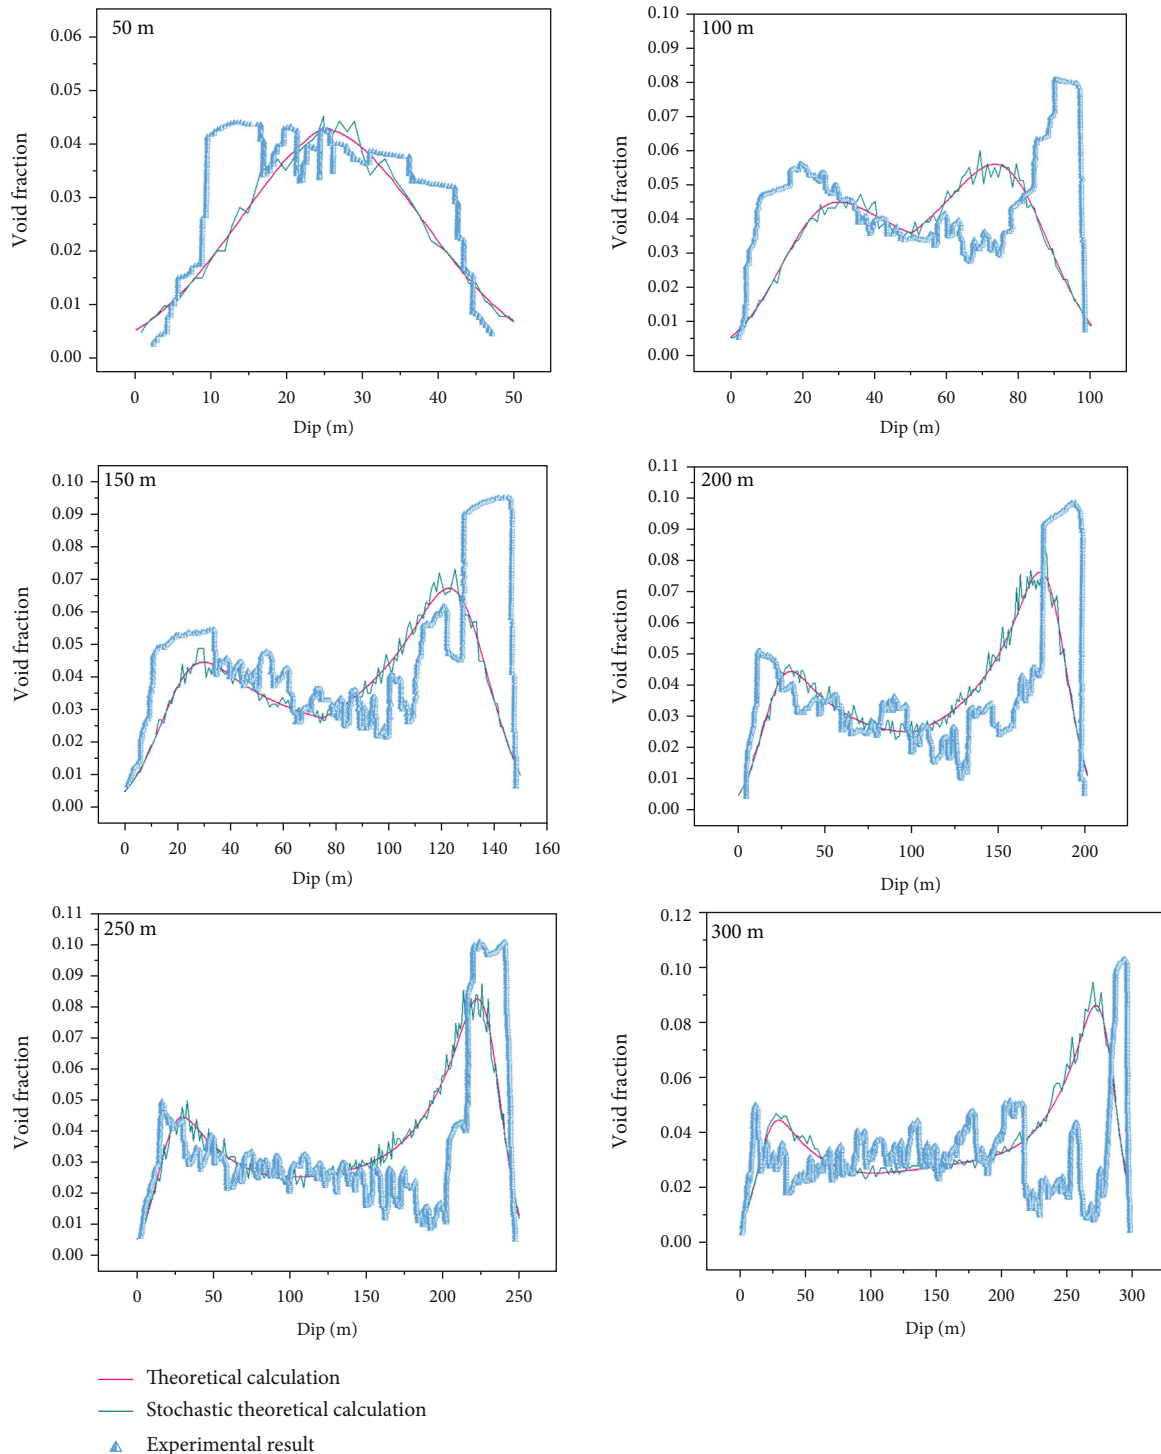 50 m
0.06
0.05
0.04
0.03
0.02
0.01
0.00
Void fraction
0 10 20 30 40 50
Dip (m)
100 m
0.10
0.09
0.08
0.07
0.06
0.05
0.04
0.03
0.02
0.01
0.00
Void fraction
0 20 40 60 80 100
Dip (m)
150 m
0.10
0.09
0.08
0.07
0.06
0.05
0.04
0.03
0.02
0.01
0.00
Void fraction
0 20 40 60 80 100 120 140 160
Dip (m)
200 m
0.11
0.10
0.09
0.08
0.07
0.06
0.05
0.04
0.03
0.02
0.01
0.00
Void fraction
0 50 100 150 200
Dip (m)
250 m
0.11
0.10
0.09
0.08
0.07
0.06
0.05
0.04
0.03
0.02
0.01
0.00
Void fraction
0 50 100 150 200 250
Dip (m)
300 m
0.12
0.10
0.08
0.06
0.04
0.02
0.00
Void fraction
0 50 100 150 200 250 300
Dip (m)
Theoretical calculation
Stochastic theoretical calculation
Experimental result